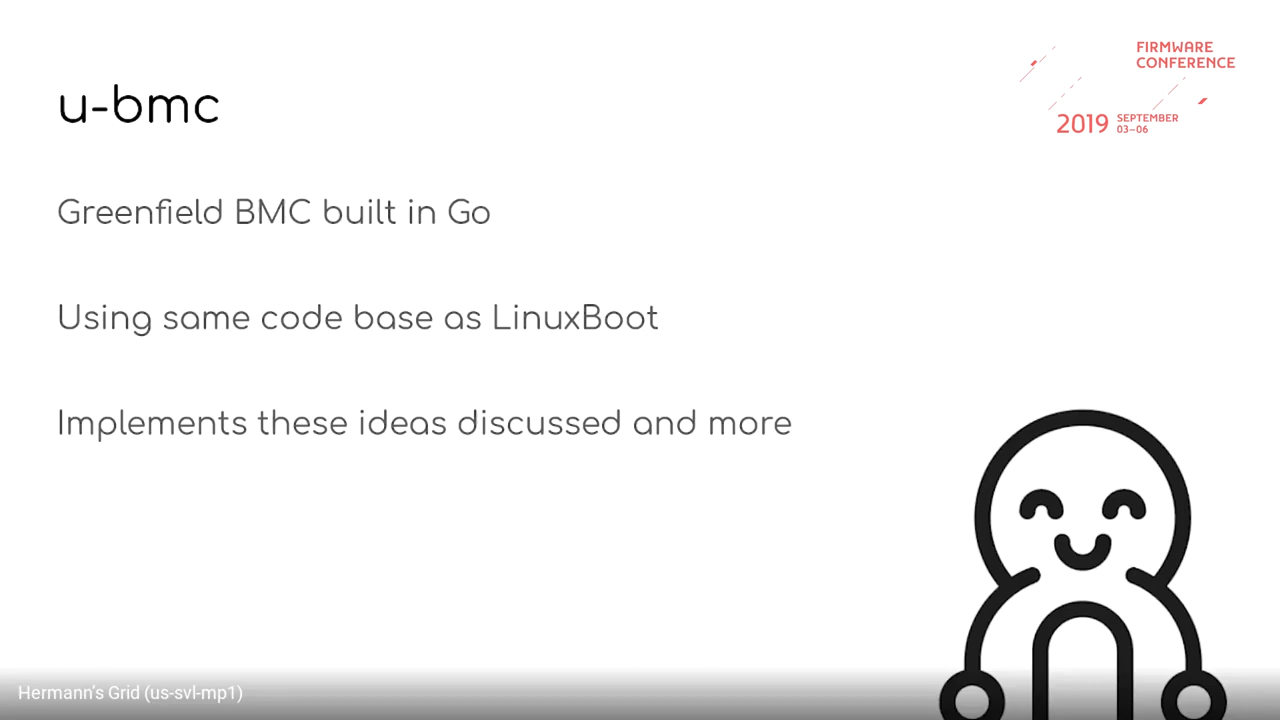 FIRMWARE
CONFERENCE
2019 SEPTEMBER
03–06
u-bmc
Greenfield BMC built in Go
Using same code base as LinuxBoot
Implements these ideas discussed and more
Hermann's Grid (us-svl-mp1)